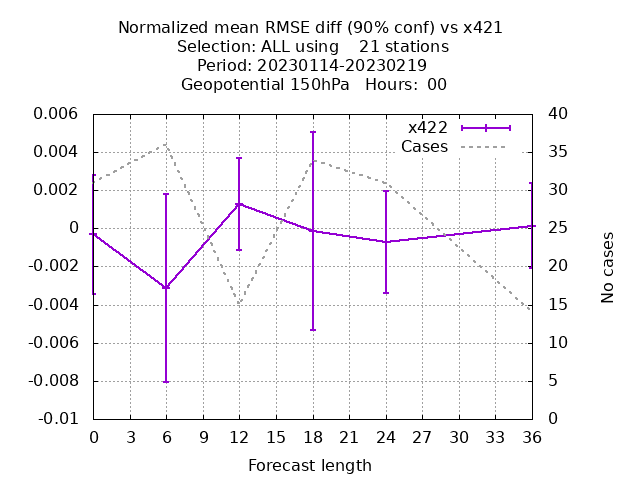 Normalized mean RMSE diff (90% conf) vs x421
Selection: ALL using    21 stations
Period: 20230114-20230219
Geopotential 150hPa   Hours:  00
x422
Cases
0.006
0.004
0.002
0
-0.002
-0.004
-0.006
-0.008
-0.01
40
35
30
25
20
15
10
5
0
No cases
0 3 6 9 12 15 18 21 24 27 30 33 36
Forecast length